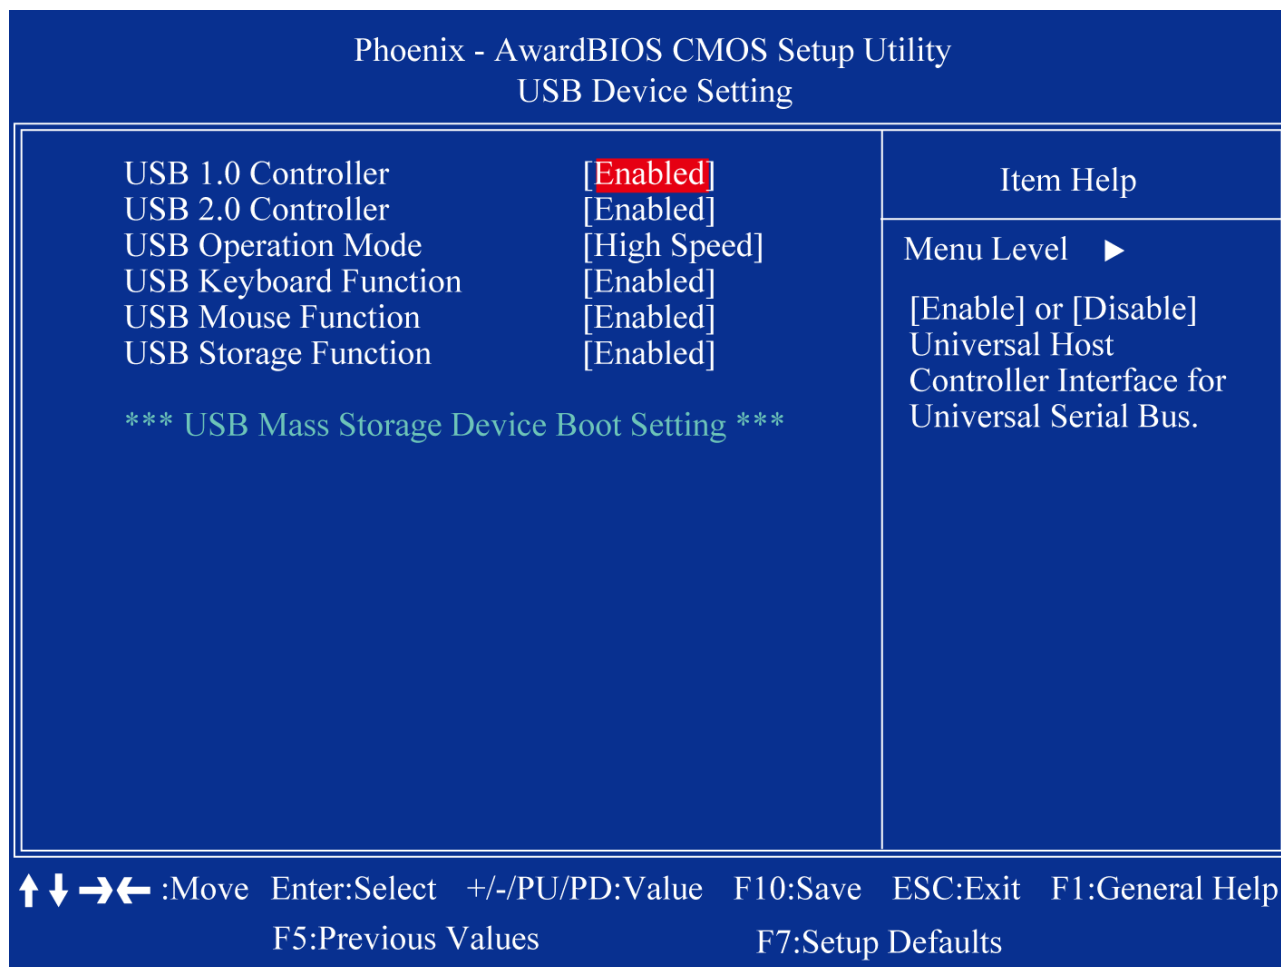 Phoenix - AwardBIOS CMOS Setup Utility
USB Device Setting
USB 1.0 Controller [Enabled]
USB 2.0 Controller [Enabled]
USB Operation Mode [High Speed]
USB Keyboard Function [Enabled]
USB Mouse Function [Enabled]
USB Storage Function [Enabled]
*** USB Mass Storage Device Boot Setting ***
Item Help
Menu Level ▶
[Enable] or [Disable]
Universal Host
Controller Interface for
Universal Serial Bus.
↑↓→← :Move Enter:Select +/-/PU/PD:Value F10:Save ESC:Exit F1:General Help
F5:Previous Values F7:Setup Defaults